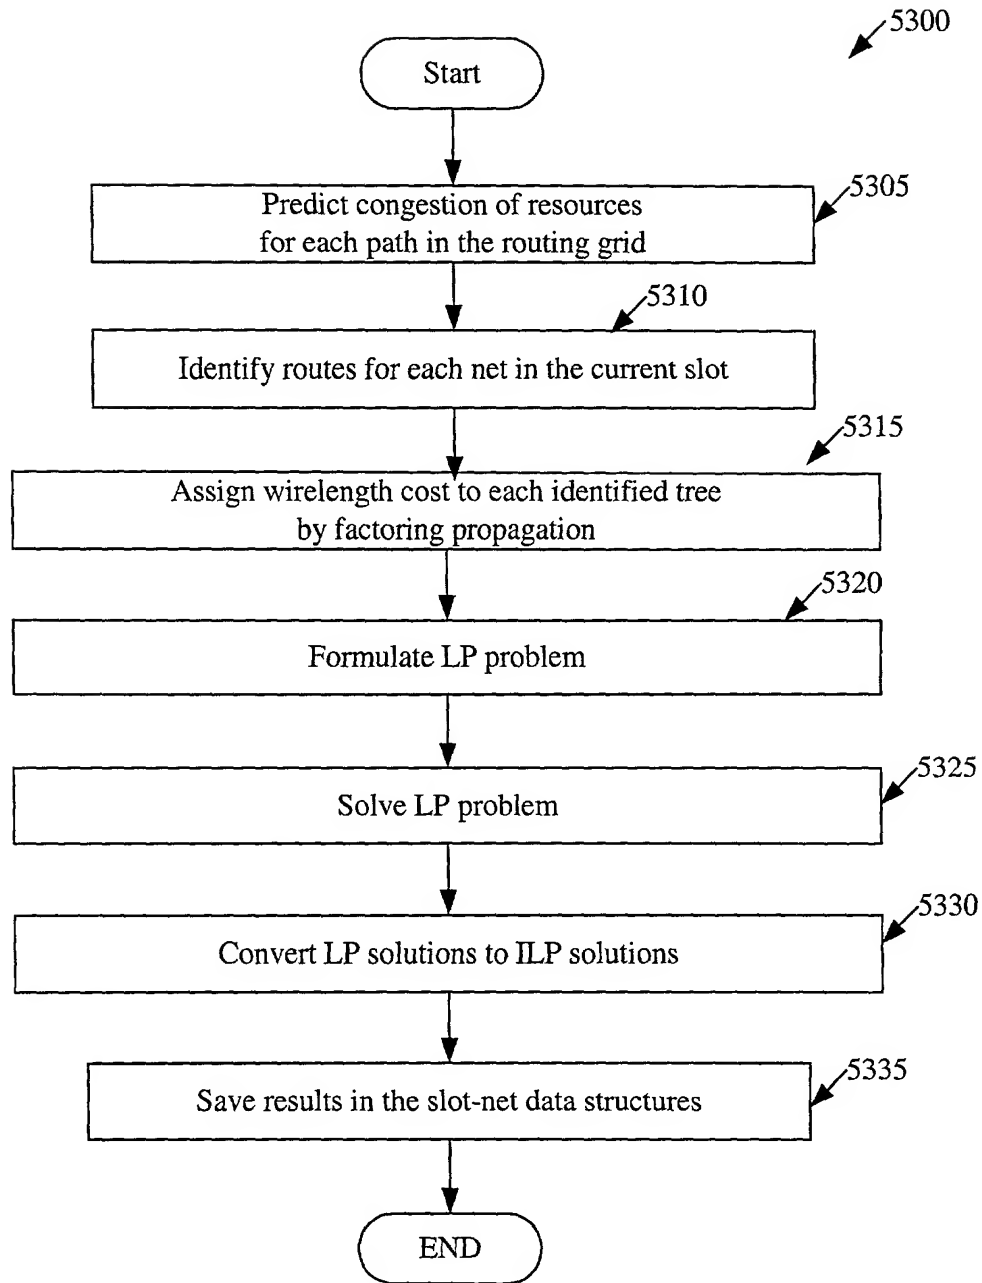 5300
Start
5305
Predict congestion of resources
for each path in the routing grid
5310
Identify routes for each net in the current slot
5315
Assign wirelength cost to each identified tree
by factoring propagation
5320
Formulate LP problem
5325
Solve LP problem
5330
Convert LP solutions to ILP solutions
5335
Save results in the slot-net data structures
END